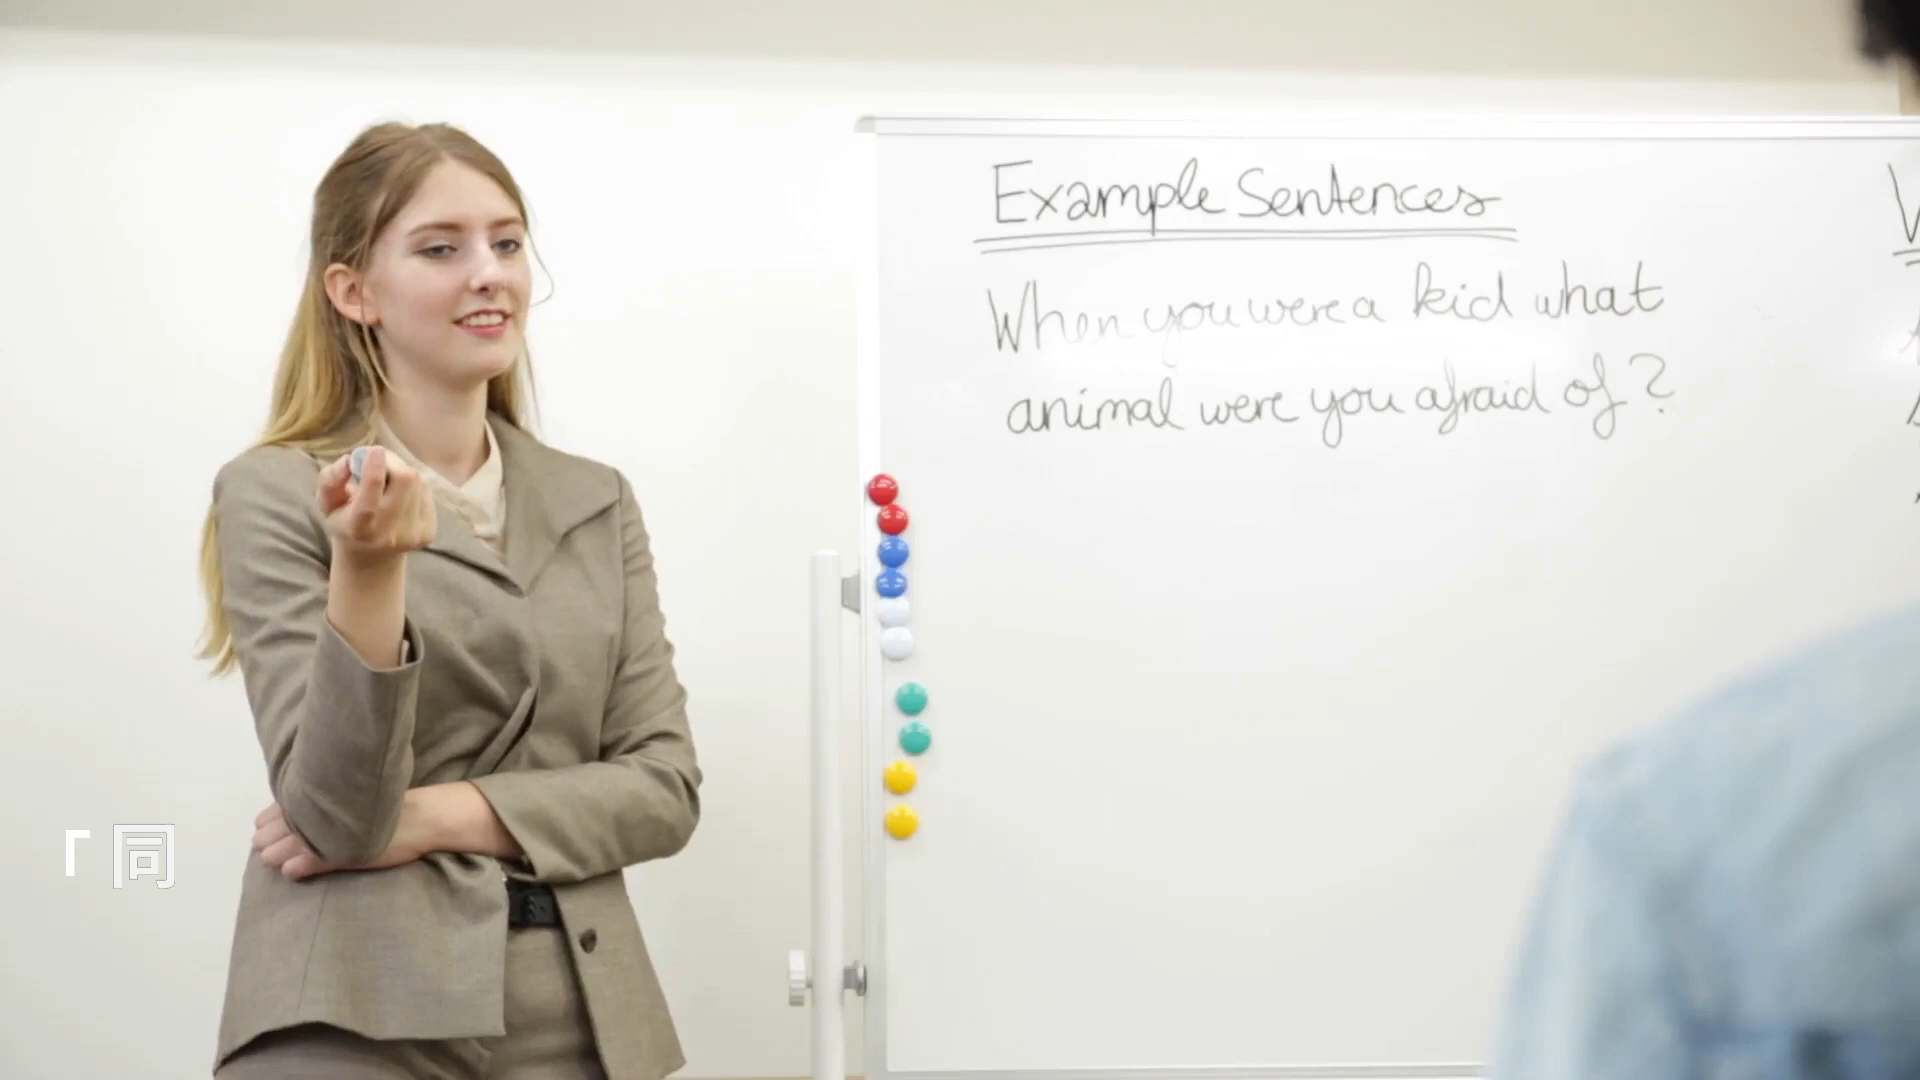 Example Sentences
When you were a kid what
animal were you afraid of?
「同